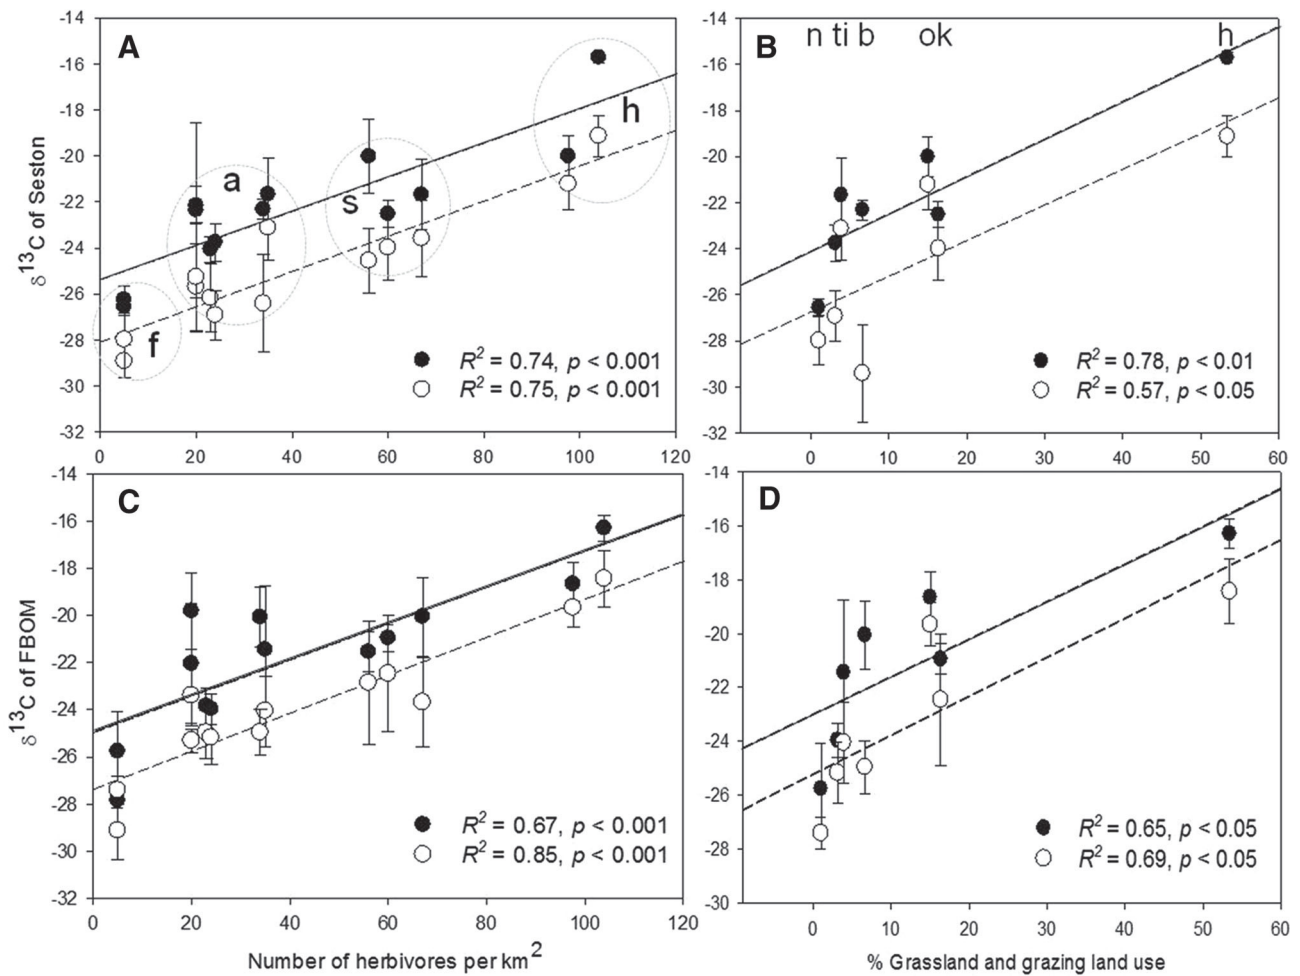 A
-14
-16
-18
-20
-22
-24
-26
-28
-30
-32
δ13C of Seston
h
a
s
f
R2 = 0.74, p < 0.001
R2 = 0.75, p < 0.001
0 20 40 60 80 100 120
B
n ti b ok h
-14
-16
-18
-20
-22
-24
-26
-28
-30
-32
R2 = 0.78, p < 0.01
R2 = 0.57, p < 0.05
0 10 20 30 40 50 60
C
-14
-16
-18
-20
-22
-24
-26
-28
-30
-32
δ13C of FBOM
R2 = 0.67, p < 0.001
R2 = 0.85, p < 0.001
0 20 40 60 80 100 120
Number of herbivores per km2
D
-14
-16
-18
-20
-22
-24
-26
-28
-30
R2 = 0.65, p < 0.05
R2 = 0.69, p < 0.05
0 10 20 30 40 50 60
% Grassland and grazing land use